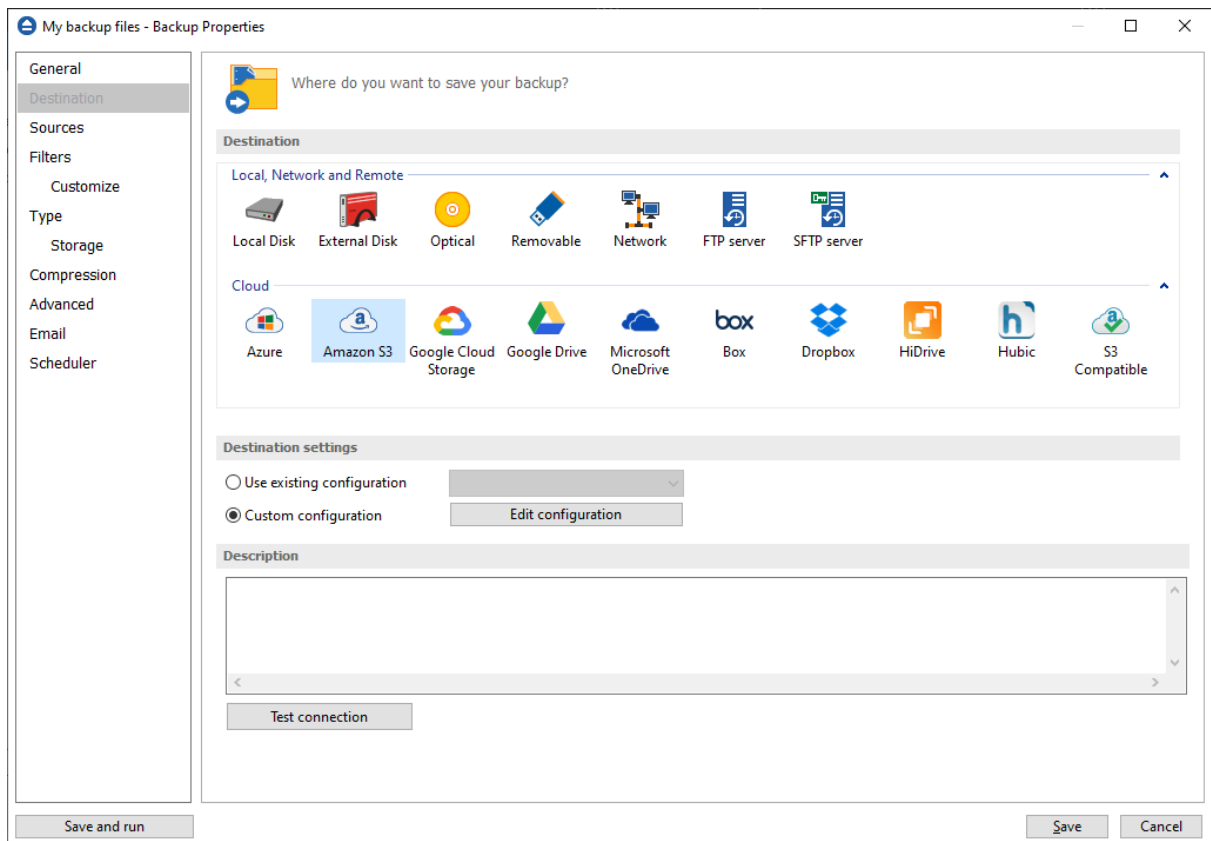 My backup files - Backup Properties
General
Destination
Sources
Filters
Customize
Type
Storage
Compression
Advanced
Email
Scheduler
Where do you want to save your backup?
Destination
Local, Network and Remote
Local Disk External Disk Optical Removable Network FTP server SFTP server
Cloud
a a
box
h
Azure Amazon S3 Google Cloud Google Drive Microsoft Box Dropbox HiDrive Hubic S3
Storage OneDrive Compatible
Destination settings
Use existing configuration
Custom configuration Edit configuration
Description
Test connection
Save and run Save Cancel